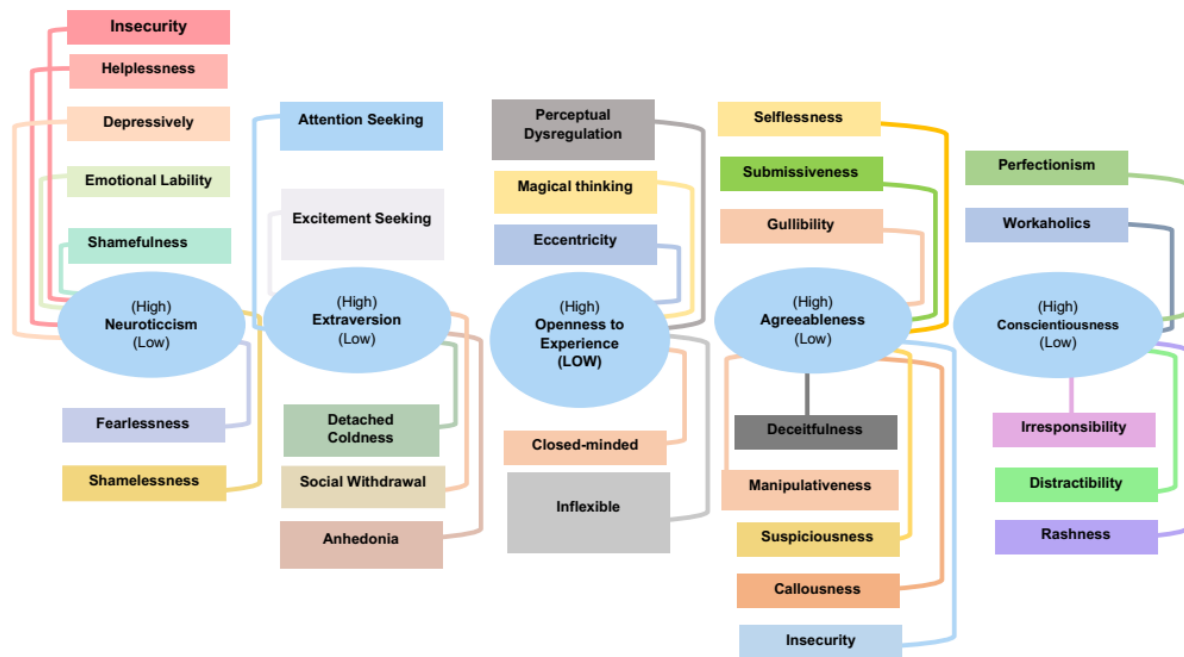 Insecurity
Helplessness
Depressively
Emotional Lability
Shamefulness
(High)
Neuroticcism
(Low)
Fearlessness
Shamelessness
Attention Seeking
Excitement Seeking
(High)
Extraversion
(Low)
Detached
Coldness
Social Withdrawal
Anhedonia
Perceptual
Dysregulation
Magical thinking
Eccentricity
(High)
Openness to
Experience
(LOW)
Closed-minded
Inflexible
Selflessness
Submissiveness
Gullibility
(High)
Agreeableness
(Low)
Deceitfulness
Manipulativeness
Suspiciousness
Callousness
Insecurity
Perfectionism
Workaholics
(High)
Conscientiousness
(Low)
Irresponsibility
Distractibility
Rashness